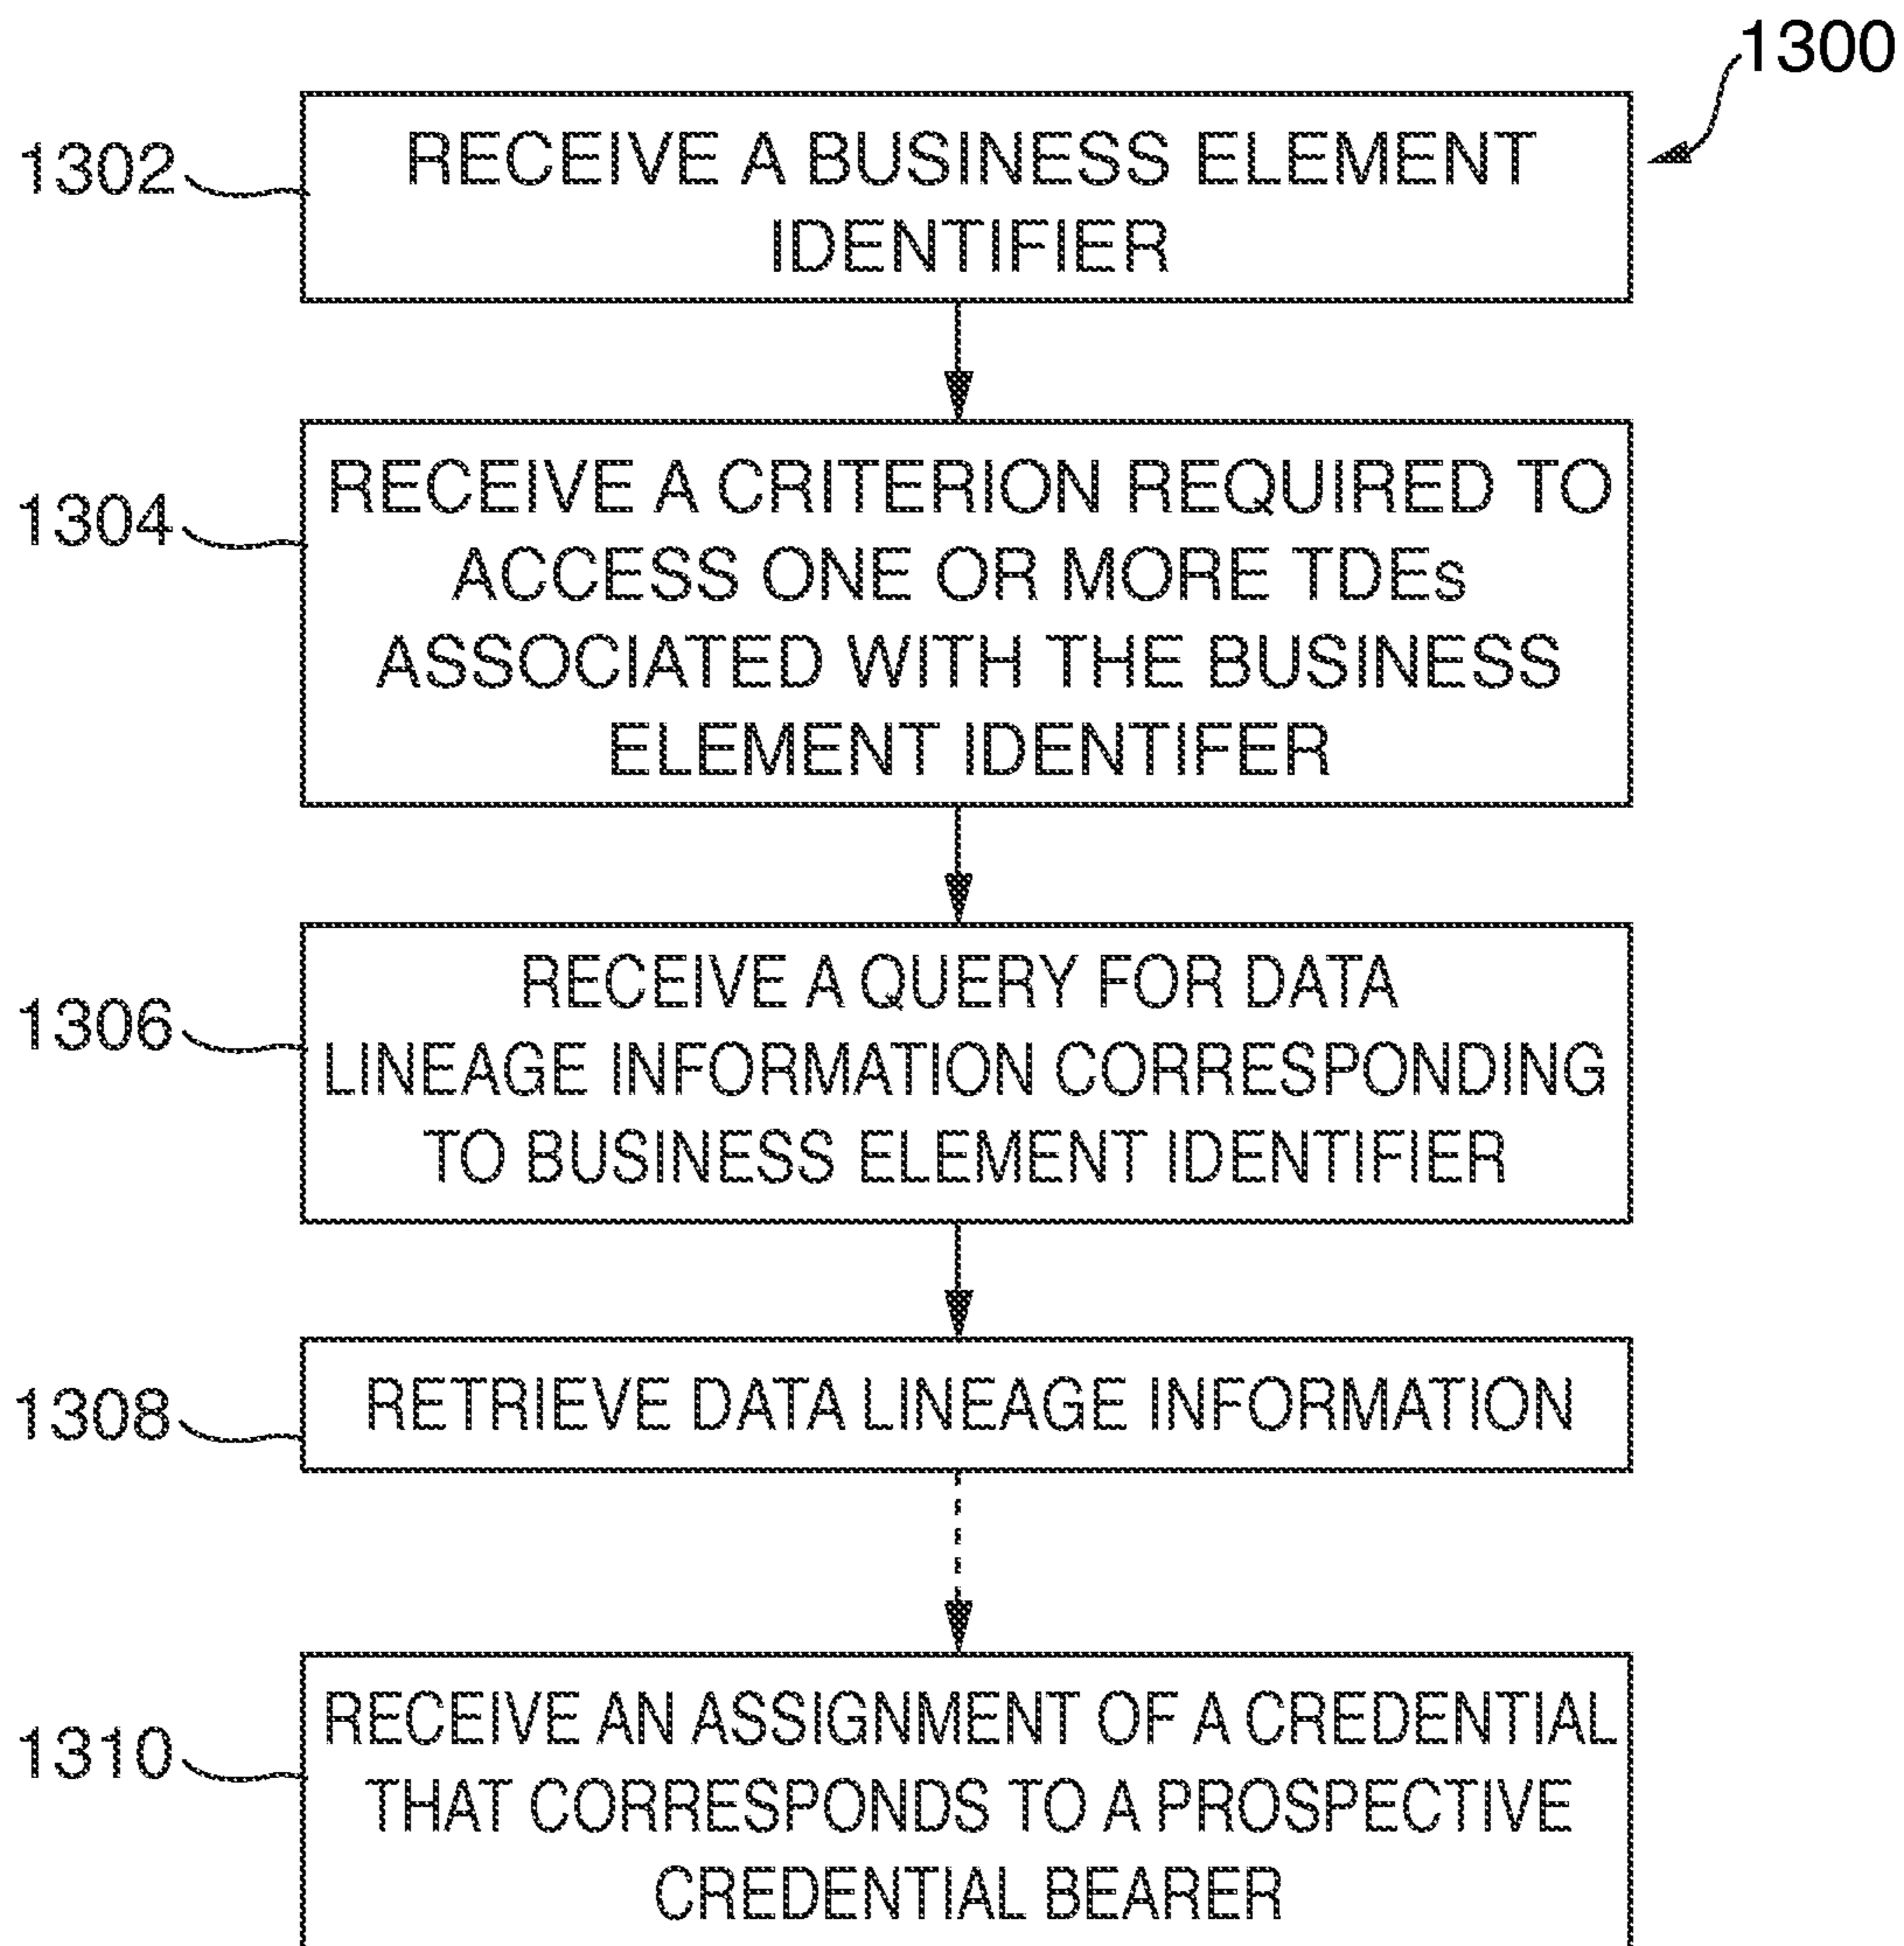 1300
1302
RECEIVE A BUSINESS ELEMENT
IDENTIFIER
1304
RECEIVE A CRITERION REQUIRED TO
ACCESS ONE OR MORE TDEs
ASSOCIATED WITH THE BUSINESS
ELEMENT IDENTIFER
1306
RECEIVE A QUERY FOR DATA
LINEAGE INFORMATION CORRESPONDING
TO BUSINESS ELEMENT IDENTIFIER
1308
RETRIEVE DATA LINEAGE INFORMATION
1310
RECEIVE AN ASSIGNMENT OF A CREDENTIAL
THAT CORRESPONDS TO A PROSPECTIVE
CREDENTIAL BEARER